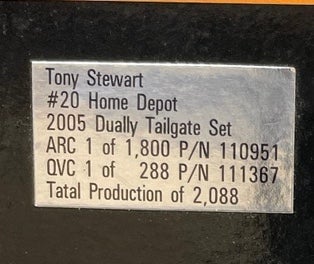 Tony Stewart
#20 Home Depot
2005 Dually Tailgate Set
ARC 1 of 1,800 P/N 110951
QVC 1 of 288 P/N 111367
Tatal Production of 2,088